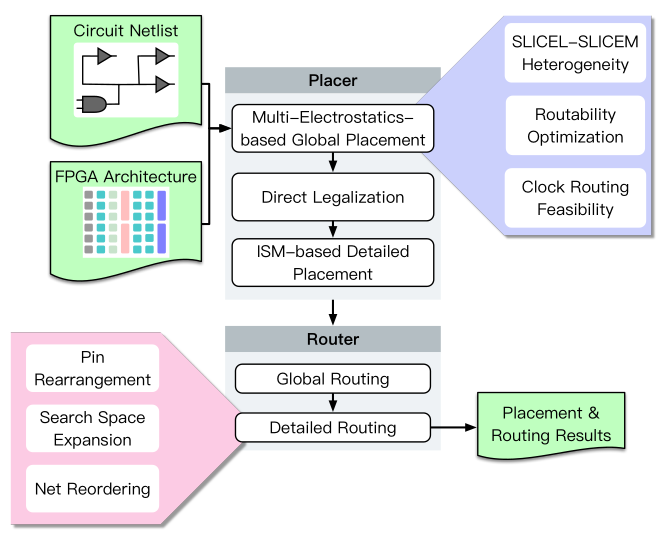 Circuit Netlist
FPGA Architecture
Placer
Multi-Electrostatics-
based Global Placement
Direct Legalization
ISM-based Detailed
Placement
SLICEL-SLICEM
Heterogeneity
Routability
Optimization
Clock Routing
Feasibility
Router
Global Routing
Detailed Routing
Pin
Rearrangement
Search Space
Expansion
Net Reordering
Placement &
Routing Results